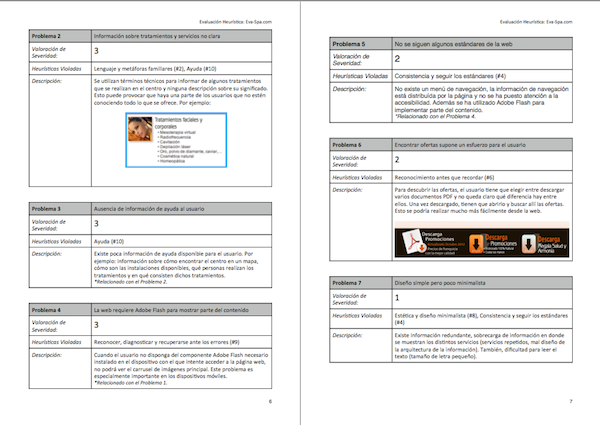 Evaluación Heurística: Eva-Spa.com
Problema 2 Información sobre tratamientos y servicios no clara
Valoración de Severidad: 3
Heurísticas Violadas Lenguaje y metáforas familiares (#2), Ayuda (#10)
Descripción: Se utilizan términos técnicos para informar de algunos tratamientos
que se realizan en el centro y ninguna descripción sobre su significado.
Esto puede provocar que haya una parte de los usuarios que no estén
conociendo todo lo que se ofrece. Por ejemplo:
Tratamientos faciales y
corporales
• Mesoterapia virtual
• Radiofrecuencia
• Cavitación
• Depilación láser
• Oro, polvo de diamante, caviar,...
• Cosmética natural
• Homeopática
Problema 3 Ausencia de información de ayuda al usuario
Valoración de Severidad: 3
Heurísticas Violadas Ayuda (#10)
Descripción: Existe poca información de ayuda disponible para el usuario. Por
ejemplo: información sobre cómo encontrar el centro en un mapa,
cómo son las instalaciones disponibles, qué personas realizan los
tratamientos y en qué consisten dichos tratamientos.
*Relacionado con el Problema 2.
Problema 4 La web requiere Adobe Flash para mostrar parte del contenido
Valoración de Severidad: 3
Heurísticas Violadas Reconocer, diagnosticar y recuperarse ante los errores (#9)
Descripción: Cuando el usuario no disponga del componente Adobe Flash necesario
instalado en el dispositivo con el que intente acceder a la página web,
no podrá ver el carrusel de imágenes principal. Este problema es
especialmente importante en los dispositivos móviles.
*Relacionado con el Problema 1.
6
Evaluación Heurística: Eva-Spa.com
Problema 5 No se siguen algunos estándares de la web
Valoración de Severidad: 2
Heurísticas Violadas Consistencia y seguir los estándares (#4)
Descripción: No existe un menú de navegación, la información de navegación
está distribuida por la página y no se ha puesto atención a la
accesibilidad. Además se ha utilizado Adobe Flash para
implementar parte del contenido.
*Relacionado con el Problema 4.
Problema 6 Encontrar ofertas supone un esfuerzo para el usuario
Valoración de Severidad: 2
Heurísticas Violadas Reconocimiento antes que recordar (#6)
Descripción: Para descubrir las ofertas, el usuario tiene que elegir entre descargar
varios documentos PDF y no queda claro qué diferencia hay entre
ellos. Una vez descargado, tienen que abrirlo y buscar allí las ofertas.
Esto se podría realizar mucho más fácilmente desde la web.
Descarga
Promociones
Precios de franquicia
con la mejor calidad
Descarga
Promociones
Descarga
Regala Salud y
Armonía
Problema 7 Diseño simple pero poco minimalista
Valoración de Severidad: 1
Heurísticas Violadas Estética y diseño minimalista (#8), Consistencia y seguir los estándares
(#4)
Descripción: Existe información redundante, sobrecarga de información en donde
se muestran los distintos servicios (servicios repetidos, mal diseño de
la arquitectura de la información). También, dificultad para leer el
texto (tamaño de letra pequeño).
7